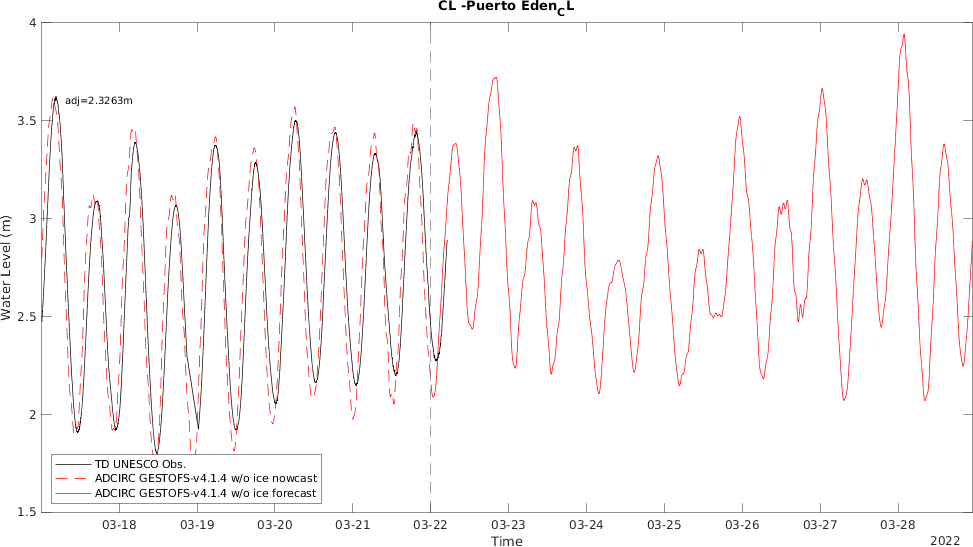 CL -Puerto Eden_CL
4
3.5
3
2.5
2
1.5
Water Level (m)
adj=2.3263m
TD UNESCO Obs.
ADCIRC GESTOFS-v4.1.4 w/o ice nowcast
ADCIRC GESTOFS-v4.1.4 w/o ice forecast
03-18 03-19 03-20 03-21 03-22 03-23 03-24 03-25 03-26 03-27 03-28
Time
2022